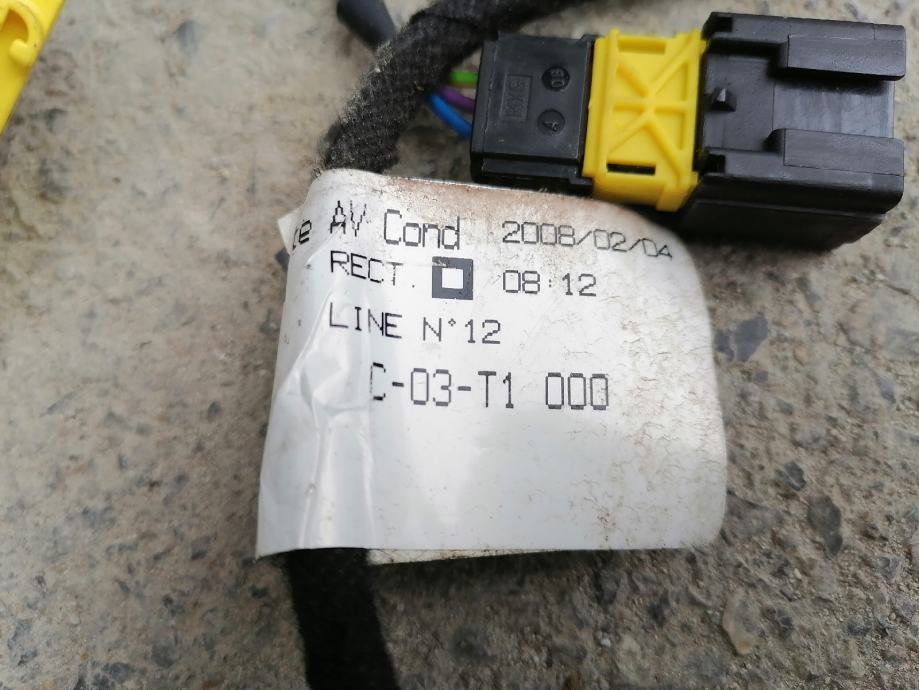 AV Cond 2008/02/04
RECT. 08:12
LINE N°12
C-03-T1 000